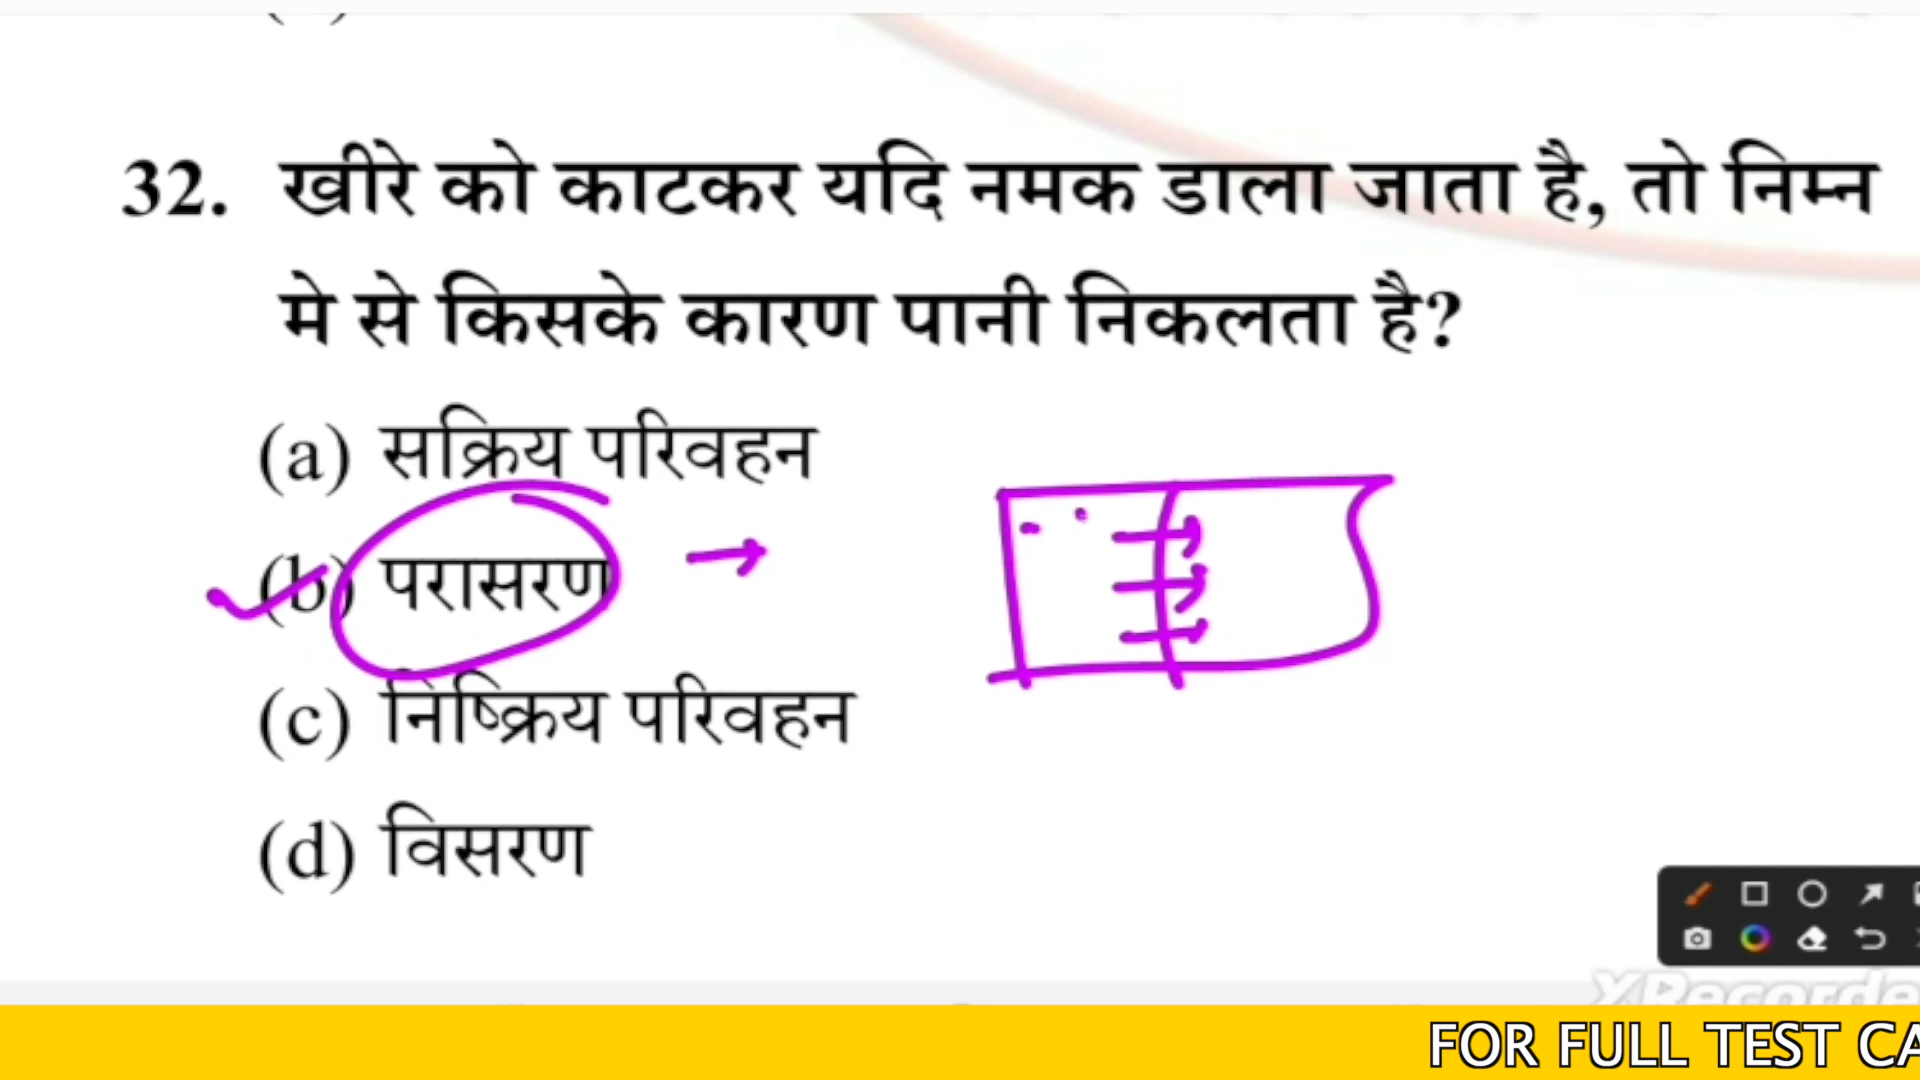 32. खीरे को काटकर यदि नमक डाला जाता है, तो निम्न
मे से किसके कारण पानी निकलता है?
(a) सक्रिय परिवहन
(b) परासरण
(c) निष्क्रिय परिवहन
(d) विसरण
XRecorde
FOR FULL TEST CA